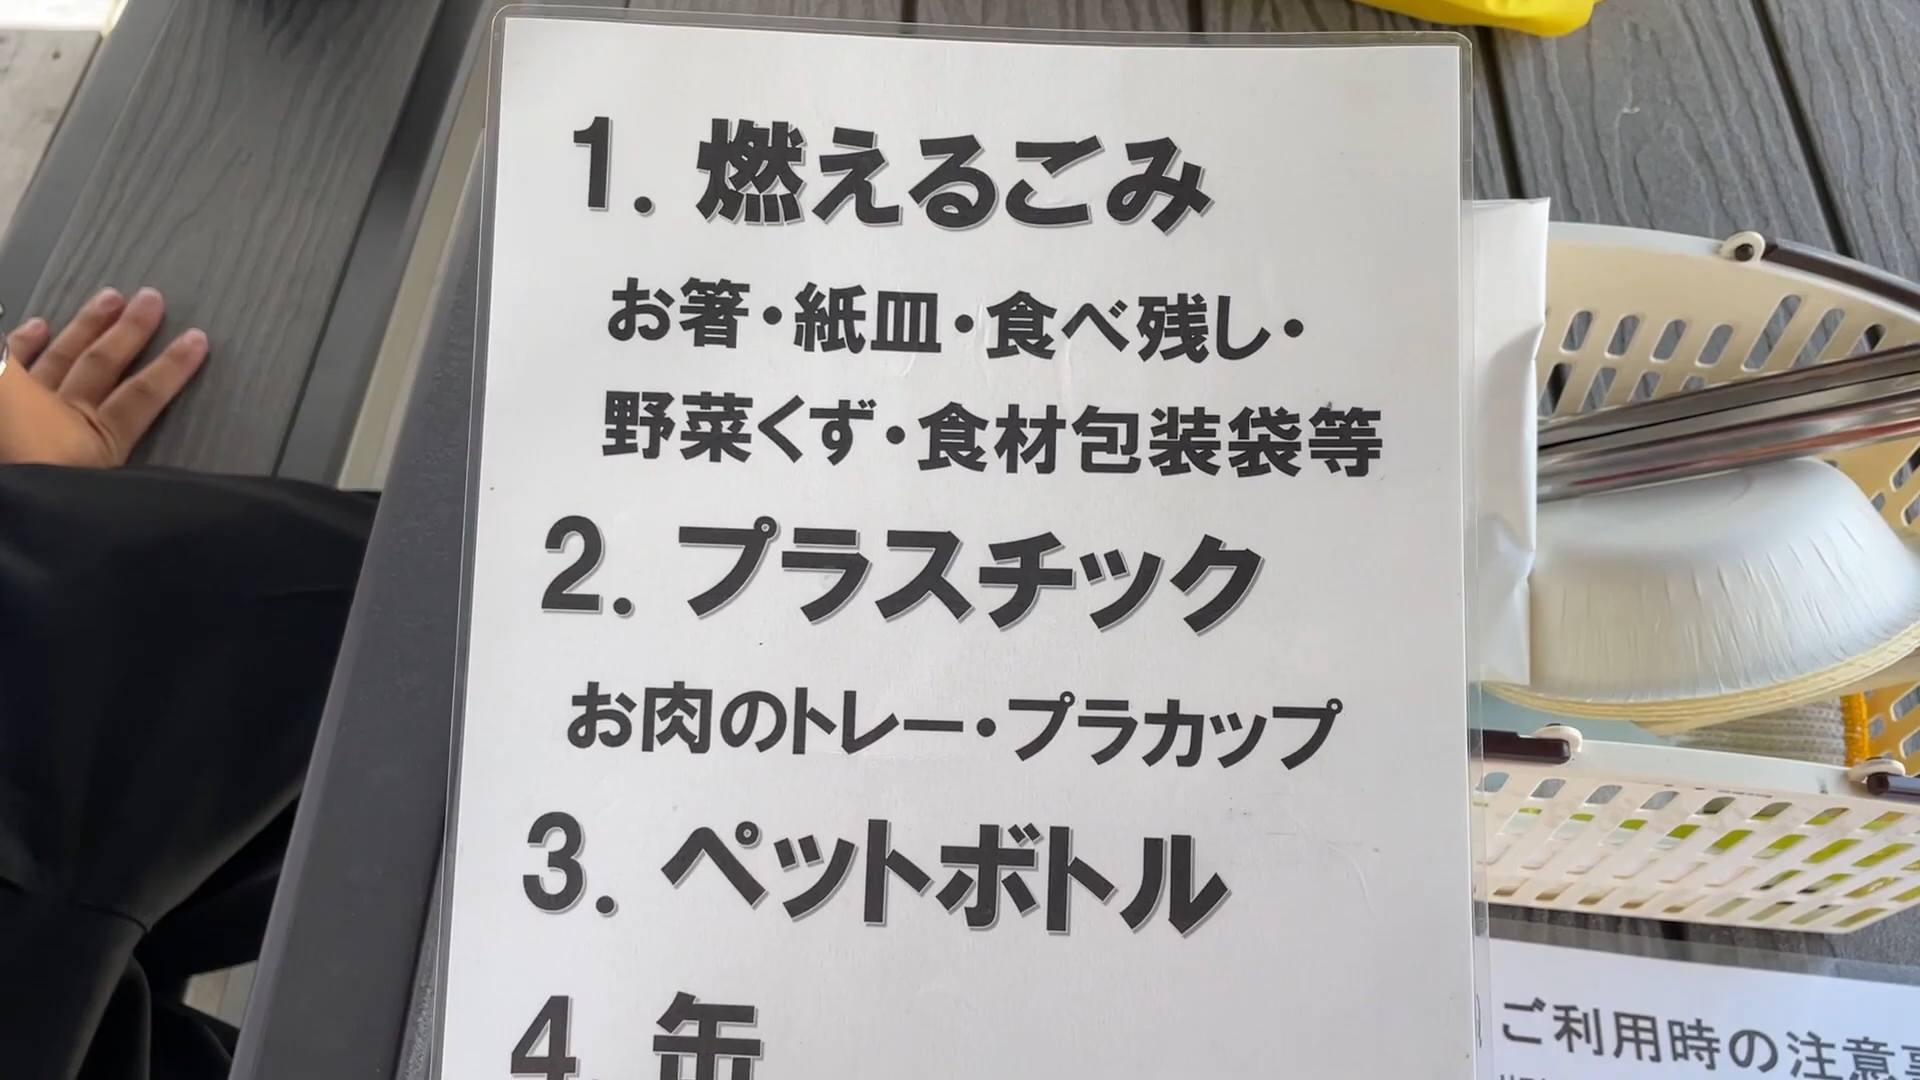 1. 燃えるごみ
お箸・紙皿・食べ残し・
野菜くず・食材包装袋等
2. プラスチック
お肉のトレー・プラカップ
3. ペットボトル
4. 缶
ご利用時の注意